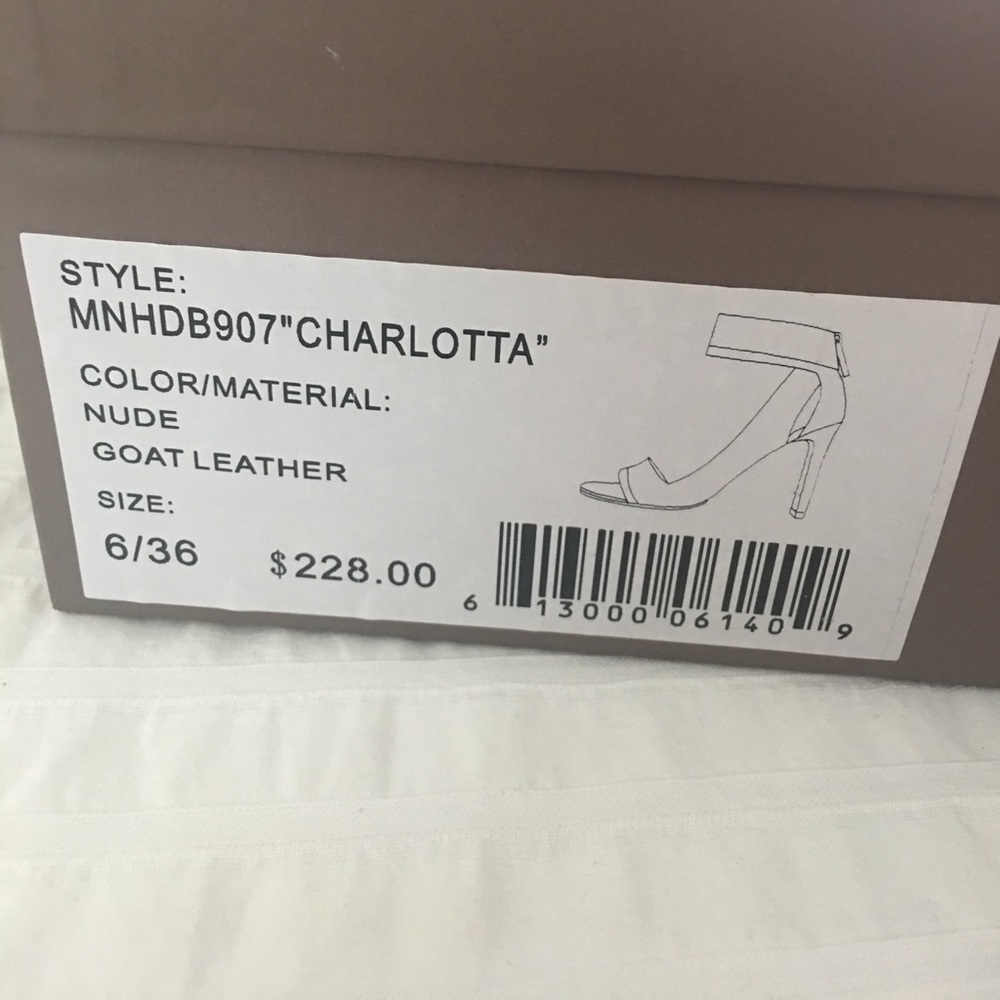 STYLE:
MNHDB907"CHARLOTTA”
COLOR/MATERIAL:
NUDE
GOAT LEATHER
SIZE:
6/36 $228.00
6 13000 06140 9